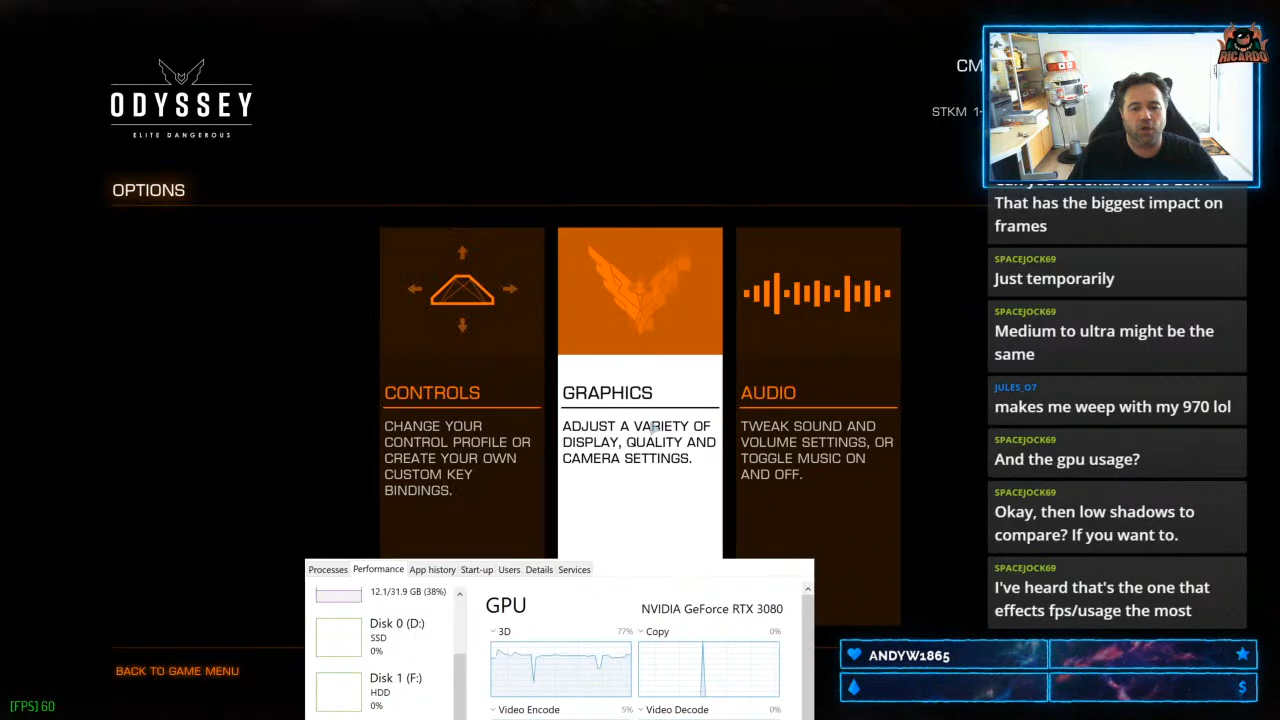 ODYSSEY
ELITE DANGEROUS
CM
STKM 1-
RICARDO
OPTIONS
CONTROLS
CHANGE YOUR
CONTROL PROFILE OR
CREATE YOUR OWN
CUSTOM KEY
BINDINGS.
GRAPHICS
ADJUST A VARIETY OF
DISPLAY, QUALITY AND
CAMERA SETTINGS.
AUDIO
TWEAK SOUND AND
VOLUME SETTINGS, OR
TOGGLE MUSIC ON
AND OFF.
That has the biggest impact on
frames
SPACEJOCK69
Just temporarily
SPACEJOCK69
Medium to ultra might be the
same
JULES_07
makes me weep with my 970 lol
SPACEJOCK69
And the gpu usage?
SPACEJOCK69
Okay, then low shadows to
compare? If you want to.
SPACEJOCK69
I've heard that's the one that
effects fps/usage the most
Processes Performance App history Start-up Users Details Services
12.1/31.9 GB (38%)
Disk 0 (D:)
SSD
0%
Disk 1 (F:)
HDD
0%
GPU
NVIDIA GeForce RTX 3080
3D 77%
Copy 0%
Video Encode 5%
Video Decode 0%
ANDYW1865
$
BACK TO GAME MENU
[FPS] 60